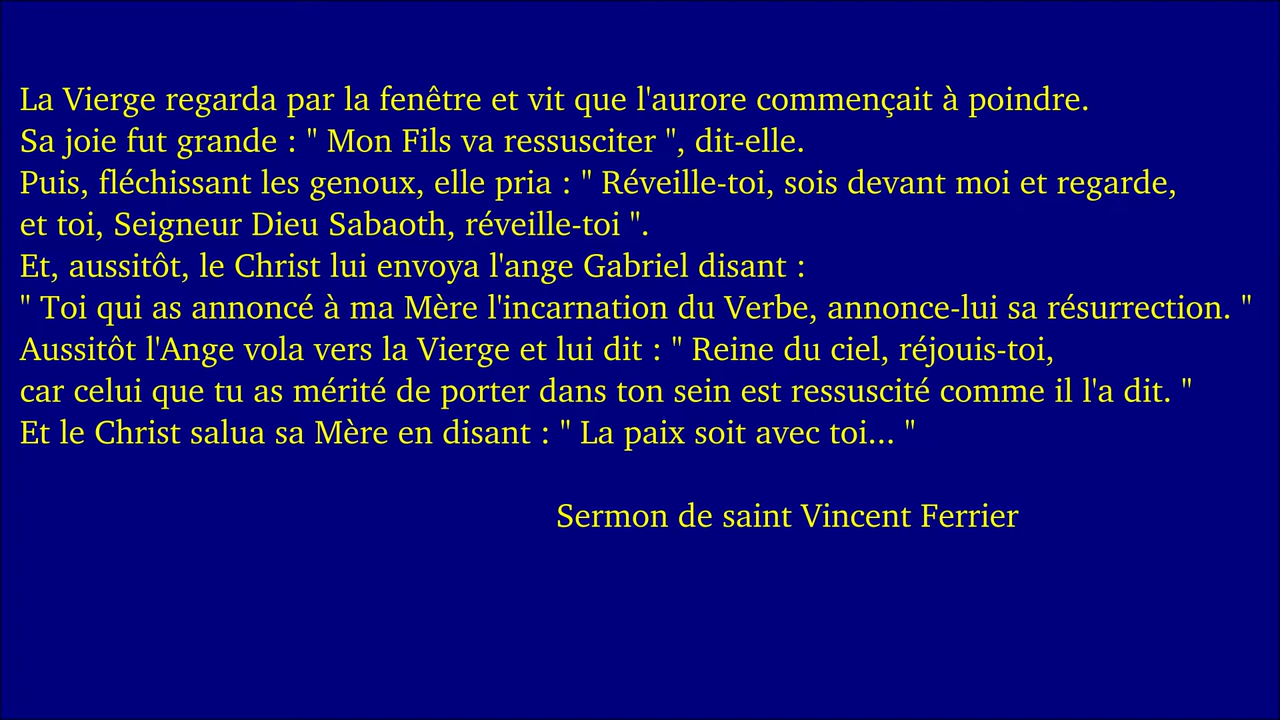 La Vierge regarda par la fenêtre et vit que l'aurore commençait à poindre.
Sa joie fut grande : " Mon Fils va ressusciter ", dit-elle.
Puis, fléchissant les genoux, elle pria : " Réveille-toi, sois devant moi et regarde,
et toi, Seigneur Dieu Sabaoth, réveille-toi ".
Et, aussitôt, le Christ lui envoya l'ange Gabriel disant :
" Toi qui as annoncé à ma Mère l'incarnation du Verbe, annonce-lui sa résurrection. "
Aussitôt l'Ange vola vers la Vierge et lui dit : " Reine du ciel, réjouis-toi,
car celui que tu as mérité de porter dans ton sein est ressuscité comme il l'a dit. "
Et le Christ salua sa Mère en disant : " La paix soit avec toi... "
Sermon de saint Vincent Ferrier